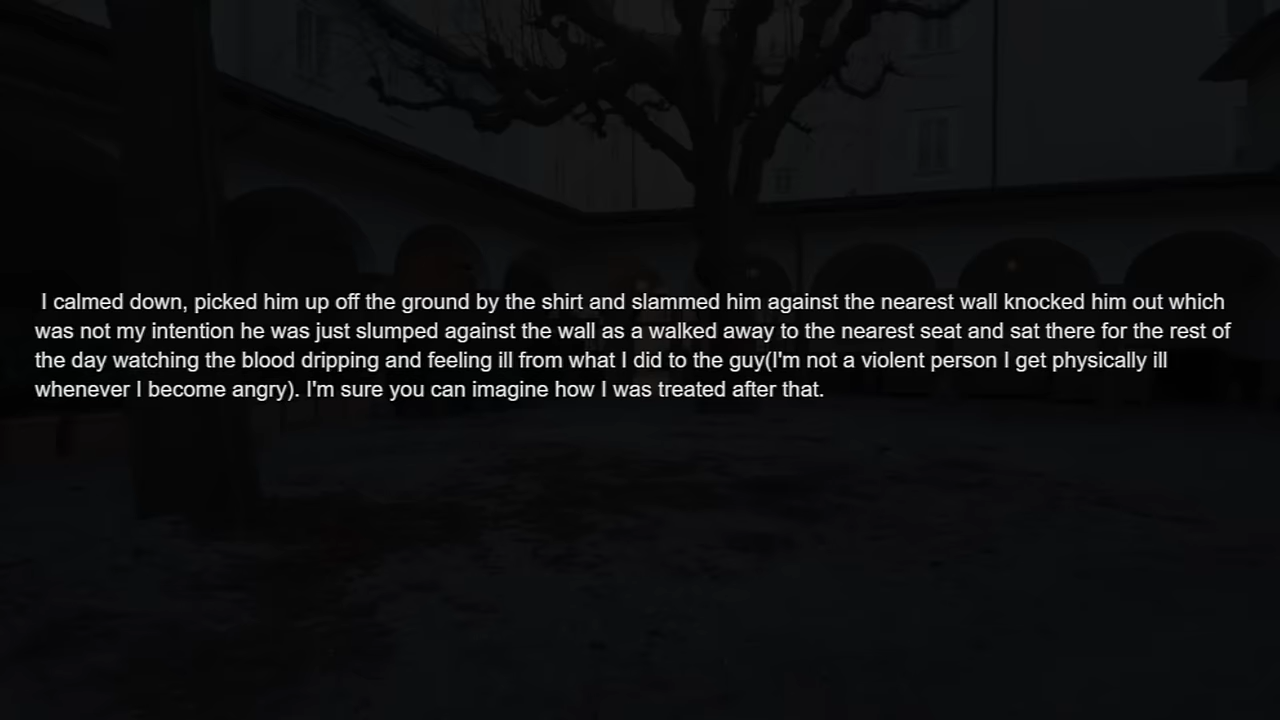 I calmed down, picked him up off the ground by the shirt and slammed him against the nearest wall knocked him out which
was not my intention he was just slumped against the wall as a walked away to the nearest seat and sat there for the rest of
the day watching the blood dripping and feeling ill from what I did to the guy(I'm not a violent person I get physically ill
whenever I become angry). I'm sure you can imagine how I was treated after that.